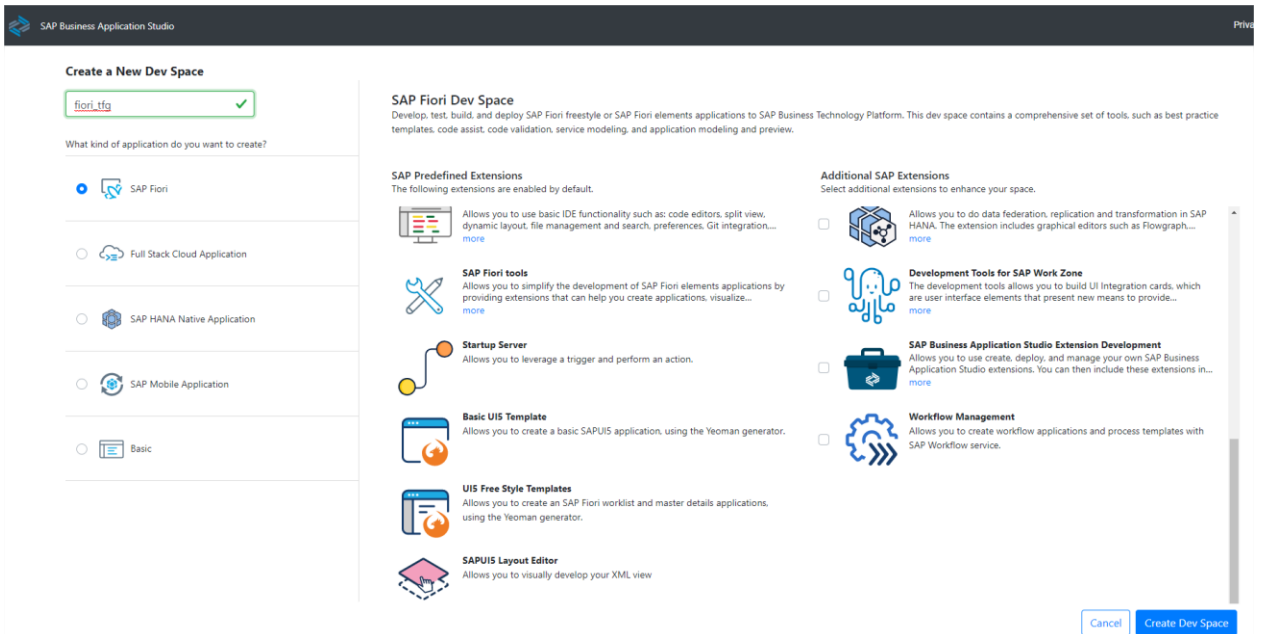 SAP Business Application Studio
Create a New Dev Space
fiori_tfg
What kind of application do you want to create?
SAP Fiori
Full Stack Cloud Application
SAP HANA Native Application
SAP Mobile Application
Basic
SAP Fiori Dev Space
Develop, test, build, and deploy SAP Fiori freestyle or SAP Fiori elements applications to SAP Business Technology Platform. This dev space contains a comprehensive set of tools, such as best practice
templates, code assist, code validation, service modeling, and application modeling and preview.
SAP Predefined Extensions
The following extensions are enabled by default.
Allows you to use basic IDE functionality such as: code editors, split view,
dynamic layout, file management and search, preferences, Git integration,...
more
SAP Fiori tools
Allows you to simplify the development of SAP Fiori elements applications by
providing extensions that can help you create applications, visualize...
more
Startup Server
Allows you to leverage a trigger and perform an action.
Basic UI5 Template
Allows you to create a basic SAPUI5 application, using the Yeoman generator.
UI5 Free Style Templates
Allows you to create an SAP Fiori worklist and master details applications,
using the Yeoman generator.
SAPUI5 Layout Editor
Allows you to visually develop your XML view
Additional SAP Extensions
Select additional extensions to enhance your space.
Allows you to do data federation, replication and transformation in SAP
HANA. The extension includes graphical editors such as Flowgraph,...
more
Development Tools for SAP Work Zone
The development tools allows you to build UI Integration cards, which
are user interface elements that present new means to provide...
more
SAP Business Application Studio Extension Development
Allows you to use create, deploy, and manage your own SAP Business
Application Studio extensions. You can then include these extensions in...
more
Workflow Management
Allows you to create workflow applications and process templates with
SAP Workflow service.
Cancel
Create Dev Space